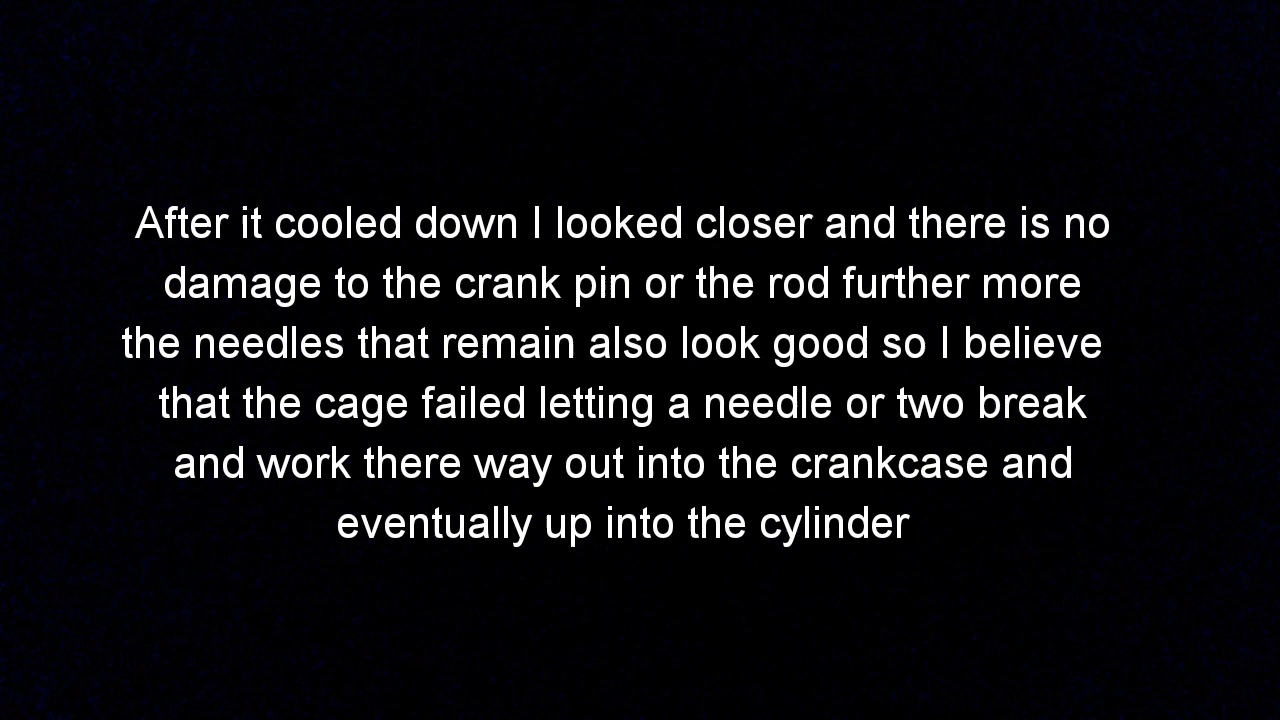 After it cooled down I looked closer and there is no
damage to the crank pin or the rod further more
the needles that remain also look good so I believe
that the cage failed letting a needle or two break
and work there way out into the crankcase and
eventually up into the cylinder